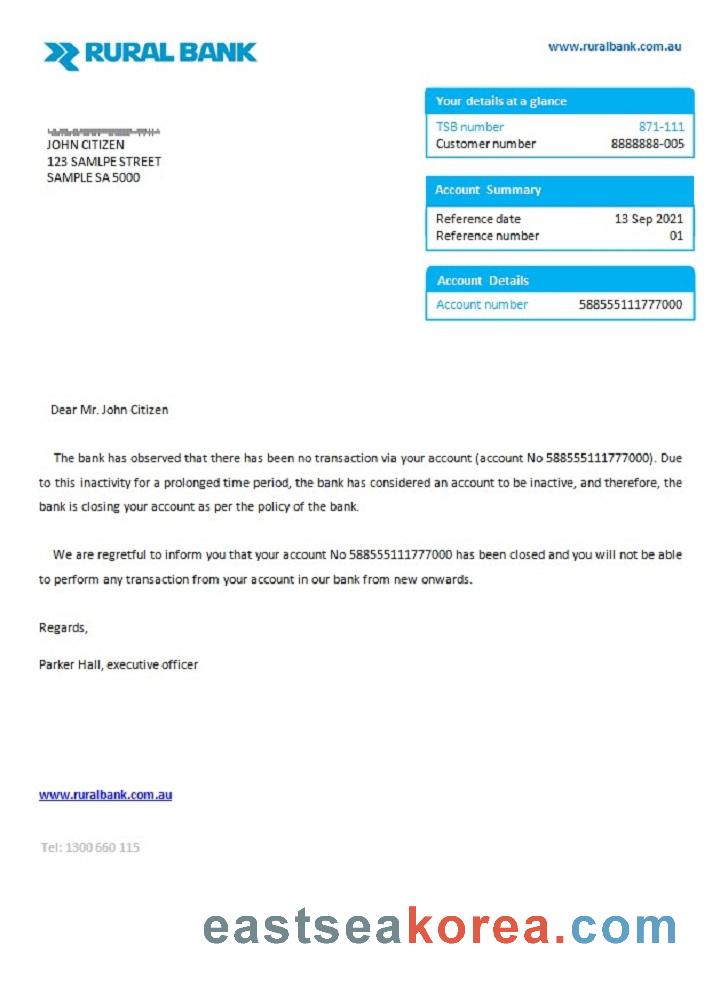 RURAL BANK
www.ruralbank.com.au
JOHN CITIZEN
123 SAMLPE STREET
SAMPLE SA 5000
Your details at a glance
TSB number 871-111
Customer number 8888888-005
Account Summary
Reference date 13 Sep 2021
Reference number 01
Account Details
Account number 588555111777000
Dear Mr. John Citizen
The bank has observed that there has been no transaction via your account (account No 588555111777000). Due
to this inactivity for a prolonged time period, the bank has considered an account to be inactive, and therefore, the
bank is closing your account as per the policy of the bank.
We are regretful to inform you that your account No 588555111777000 has been closed and you will not be able
to perform any transaction from your account in our bank from new onwards.
Regards,
Parker Hall, executive officer
www.ruralbank.com.au
Tel: 1300 660 115
eastseakorea.com